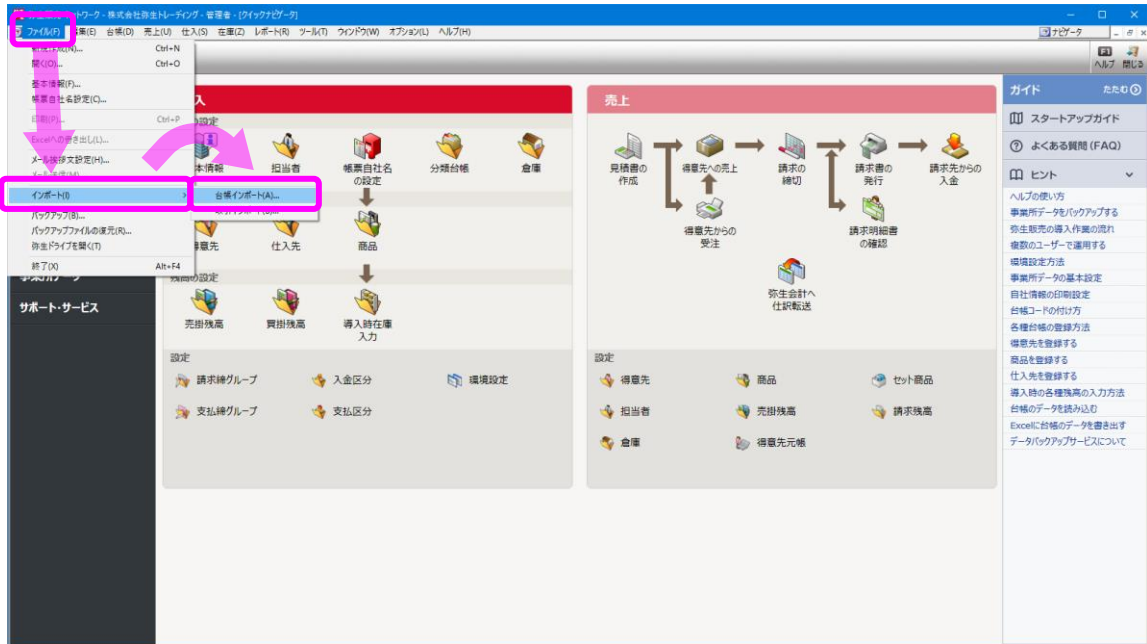 ネットワーク - 株式会社弥生トレーディング - 管理者 - [クイックナビゲータ]
ファイル(F) 編集(E) 台帳(D) 売上(U) 仕入(S) 在庫(Z) レポート(R) ツール(T) ウィンドウ(W) オプション(L) ヘルプ(H)
ナビゲータ
ヘルプ 閉じる
Ctrl+N
開く(O)... Ctrl+O
基本情報(F)...
帳票自社名設定(C)...
印刷(P)... Ctrl+P
Excelへの書き出し(L)...
メール挨拶文設定(H)...
インポート(I)
台帳インポート(A)...
バックアップ(B)...
バックアップファイルの復元(R)...
弥生ドライブを開く(T)
終了(X) Alt+F4
サポート・サービス
入
の設定
本情報
担当者
帳票自社名
の設定
分類台帳
倉庫
意先
仕入先
商品
残高の設定
売掛残高
買掛残高
導入時在庫
入力
設定
請求締グループ
入金区分
環境設定
支払締グループ
支払区分
売上
見積書の
作成
得意先への売上
請求の
締切
請求書の
発行
請求先からの
入金
得意先からの
受注
請求明細書
の確認
弥生会計へ
仕訳転送
設定
得意先
商品
セット商品
担当者
売掛残高
請求残高
倉庫
得意先元帳
ガイド たたむ
スタートアップガイド
よくある質問 (FAQ)
ヒント
ヘルプの使い方
事業所データをバックアップする
弥生販売の導入作業の流れ
複数のユーザーで運用する
環境設定方法
事業所データの基本設定
自社情報の印刷設定
台帳コードの付け方
各種台帳の登録方法
得意先を登録する
商品を登録する
仕入先を登録する
導入時の各種残高の入力方法
台帳のデータを読み込む
Excelに台帳のデータを書き出す
データバックアップサービスについて